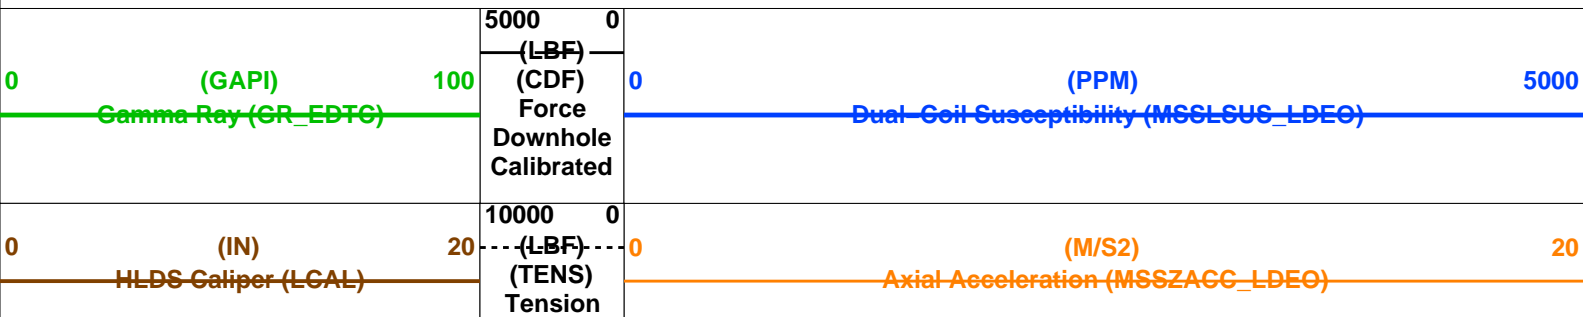 5000 0
(LBF)
0 (GAPI) 100 (CDF) 0 (PPM) 5000
Gamma Ray (GR_EDTC) Force Dual-Coil Susceptibility (MSSLSUS_LDEO)
Downhole
Calibrated
10000 0
0 (IN) 20 (LBF) 0 (M/S2) 20
HLDS Caliper (LCAL) (TENS) Axial Acceleration (MSSZACC_LDEO)
Tension